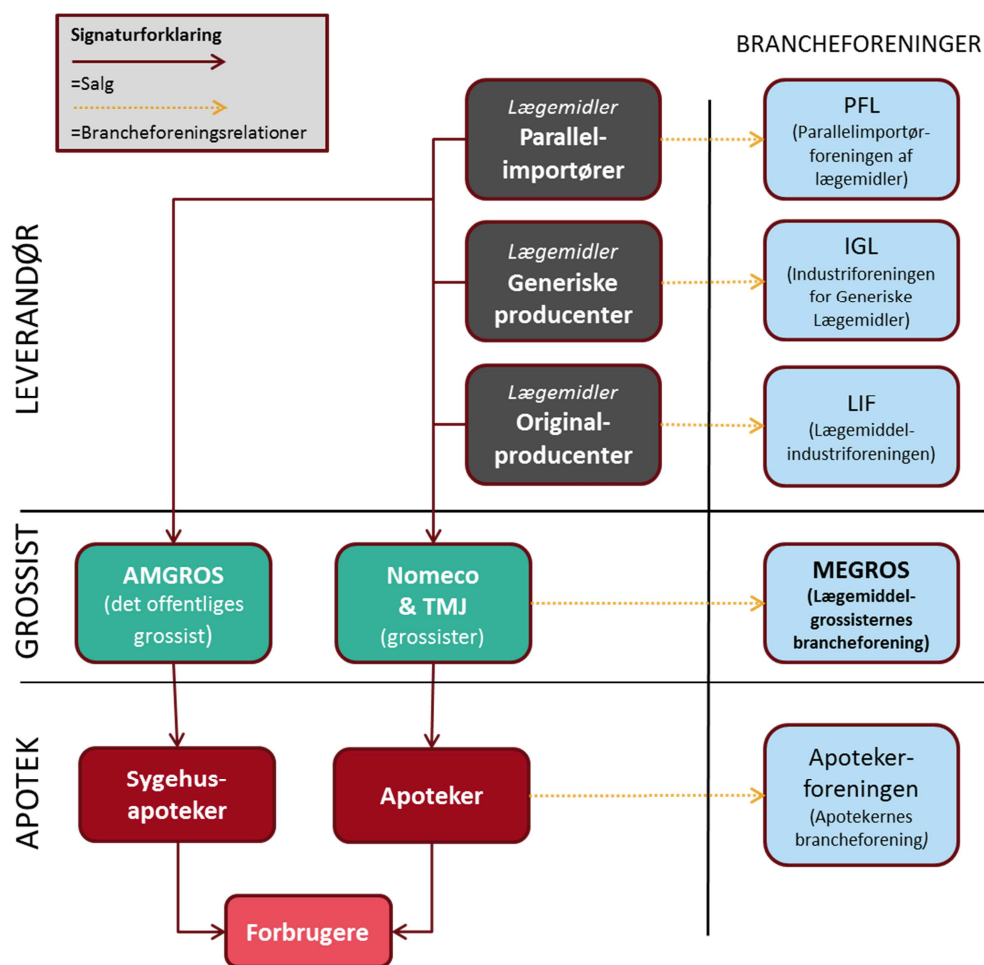 Signaturforklaring
=Salg
=Brancheforeningsrelationer
BRANCHEFORENINGER
LEVERANDØR
Lægemidler
Parallel-
importører
PFL
(Parallelimportør-
foreningen af
lægemidler)
Lægemidler
Generiske
producenter
IGL
(Industriforeningen
for Generiske
Lægemidler)
Lægemidler
Original-
producenter
LIF
(Lægemiddel-
industriforeningen)
GROSSIST
AMGROS
(det offentliges
grossist)
Nomeco
& TMJ
(grossister)
MEGROS
(Lægemiddel-
grossisternes
brancheforening)
APOTEK
Sygehus-
apoteker
Apoteker
Apoteker-
foreningen
(Apotekernes
brancheforening)
Forbrugere